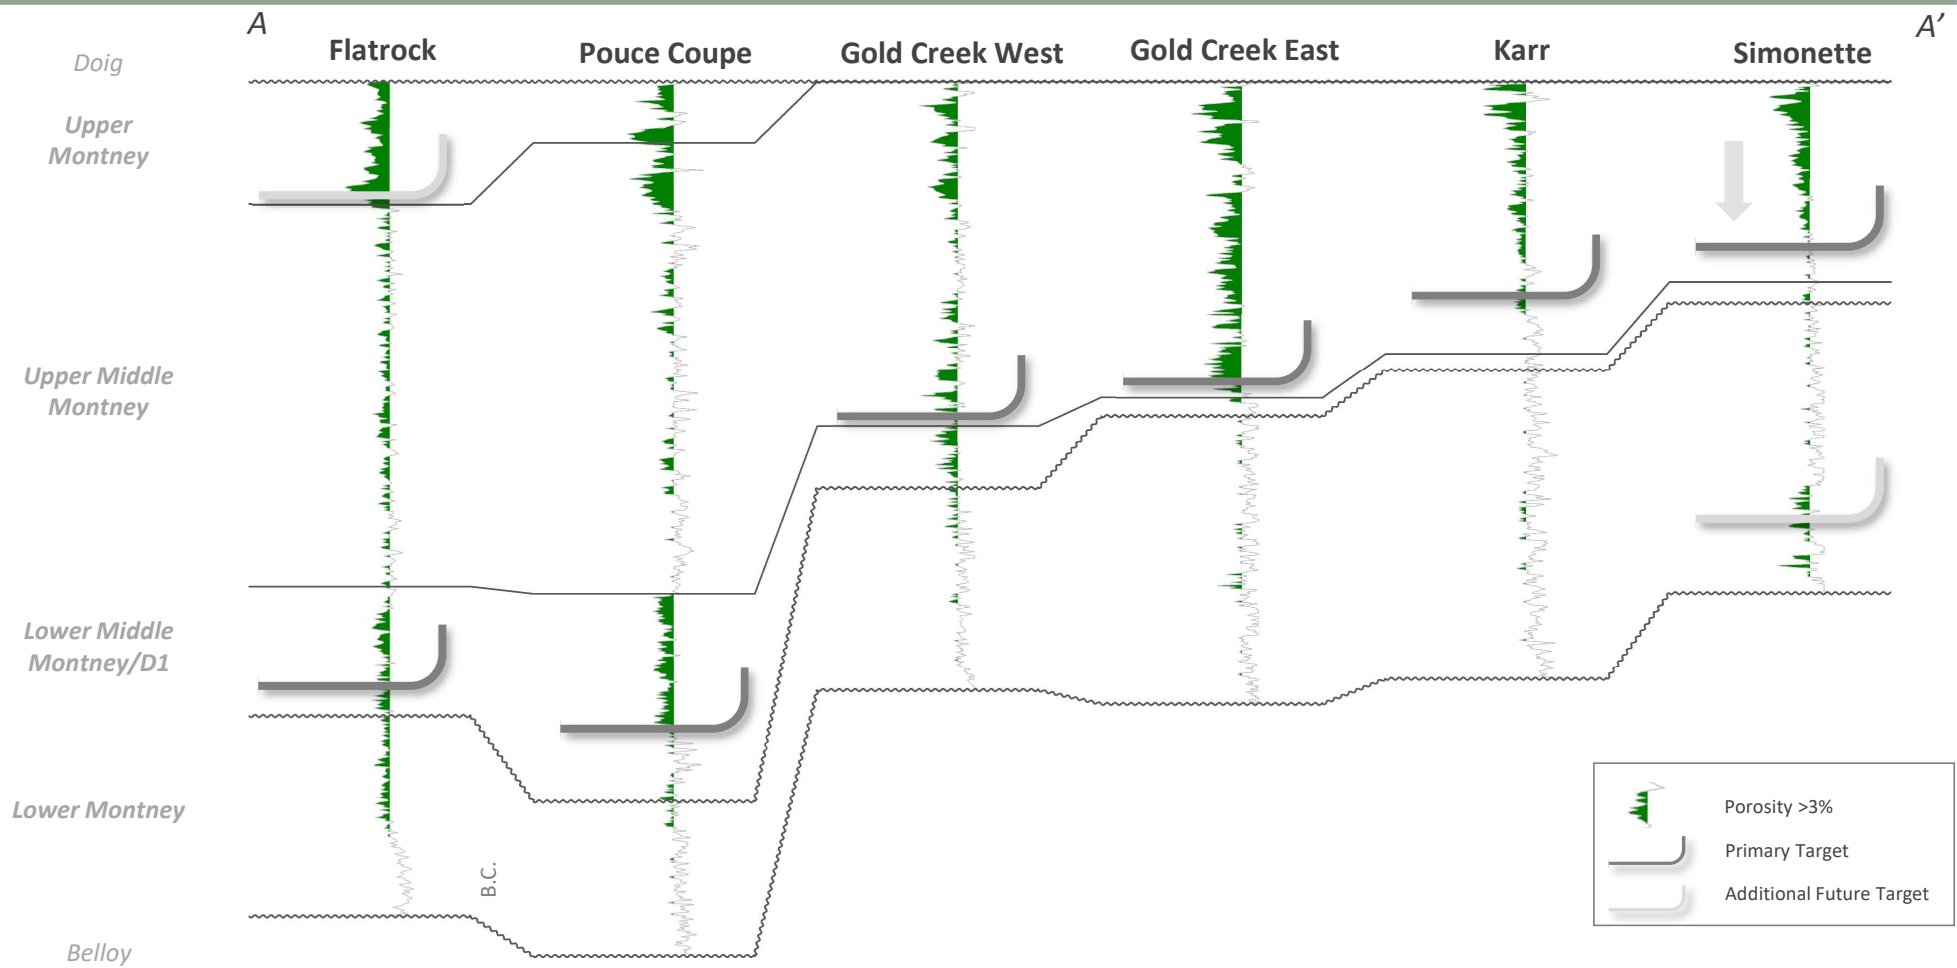 A
A’
Flatrock
Pouce Coupe
Gold Creek West
Gold Creek East
Karr
Simonette
Doig
Upper
Montney
Upper Middle
Montney
Lower Middle
Montney/D1
Lower Montney
Belloy
B.C.
Porosity >3%
Primary Target
Additional Future Target